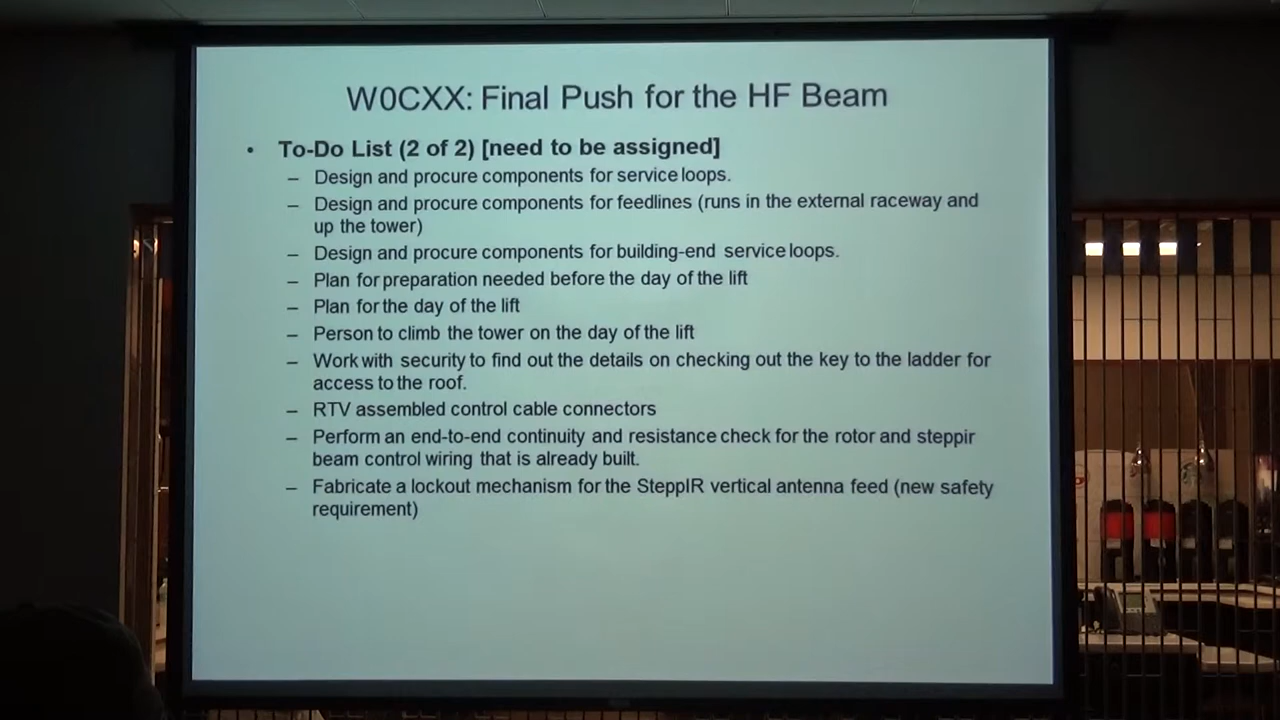 W0CXX: Final Push for the HF Beam
• To-Do List (2 of 2) [need to be assigned]
– Design and procure components for service loops.
– Design and procure components for feedlines (runs in the external raceway and
up the tower)
– Design and procure components for building-end service loops.
– Plan for preparation needed before the day of the lift
– Plan for the day of the lift
– Person to climb the tower on the day of the lift
– Work with security to find out the details on checking out the key to the ladder for
access to the roof.
– RTV assembled control cable connectors
– Perform an end-to-end continuity and resistance check for the rotor and steppir
beam control wiring that is already built.
– Fabricate a lockout mechanism for the SteppIR vertical antenna feed (new safety
requirement)